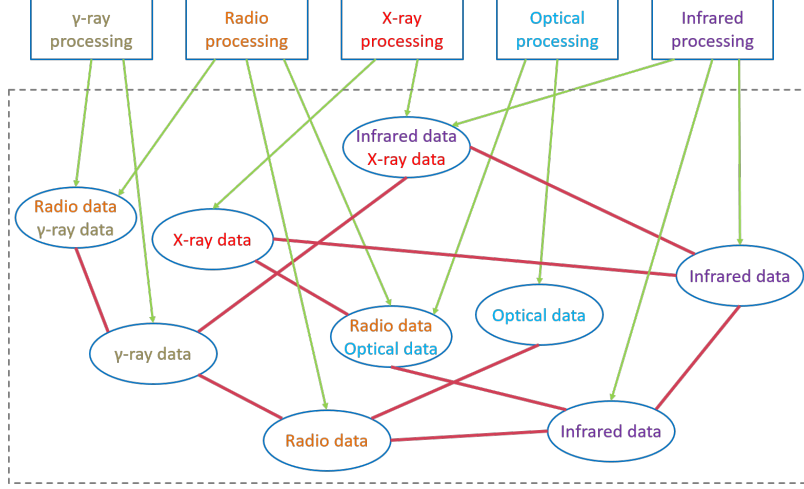 γ-ray
processing
Radio
processing
X-ray
processing
Optical
processing
Infrared
processing
Infrared data
X-ray data
Radio data
γ-ray data
X-ray data
Infrared data
Optical data
Radio data
Optical data
γ-ray data
Radio data
Infrared data